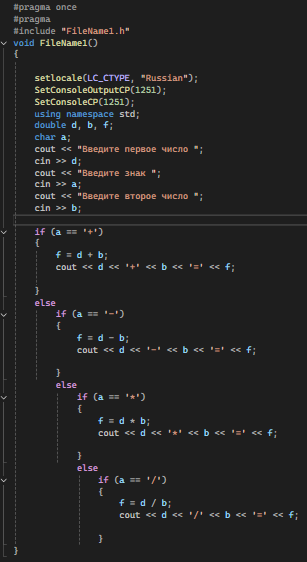 #pragma once
#pragma
#include "FileName1.h"
void FileName1()
{
setlocale(LC_CTYPE, "Russian");
SetConsoleOutputCP(1251);
SetConsoleCP(1251);
using namespace std;
double d, b, f;
char a;
cout << "Введите первое число ";
cin >> d;
cout << "Введите знак ";
cin >> a;
cout << "Введите второе число ";
cin >> b;
if (a == '+')
{
f = d + b;
cout << d << '+' << b << '=' << f;
}
else
if (a == '-')
{
f = d - b;
cout << d << '-' << b << '=' << f;
}
else
if (a == '*')
{
f = d * b;
cout << d << '*' << b << '=' << f;
}
else
if (a == '/')
{
f = d / b;
cout << d << '/' << b << '=' << f;
}
}